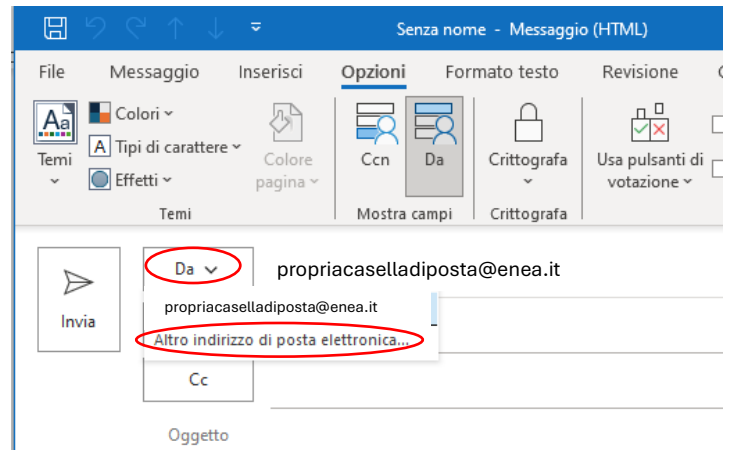 Senza nome - Messaggio (HTML)
File Messaggio Inserisci Opzioni Formato testo Revisione
Aa Colori
A Tipi di carattere
Effetti
Temi
Colore
pagina
Ccn Da Crittografa Usa pulsanti di
votazione
Temi Mostra campi Crittografa
Da propriacaselladiposta@enea.it
Invia
propriacaselladiposta@enea.it
Altro indirizzo di posta elettronica...
Cc
Oggetto